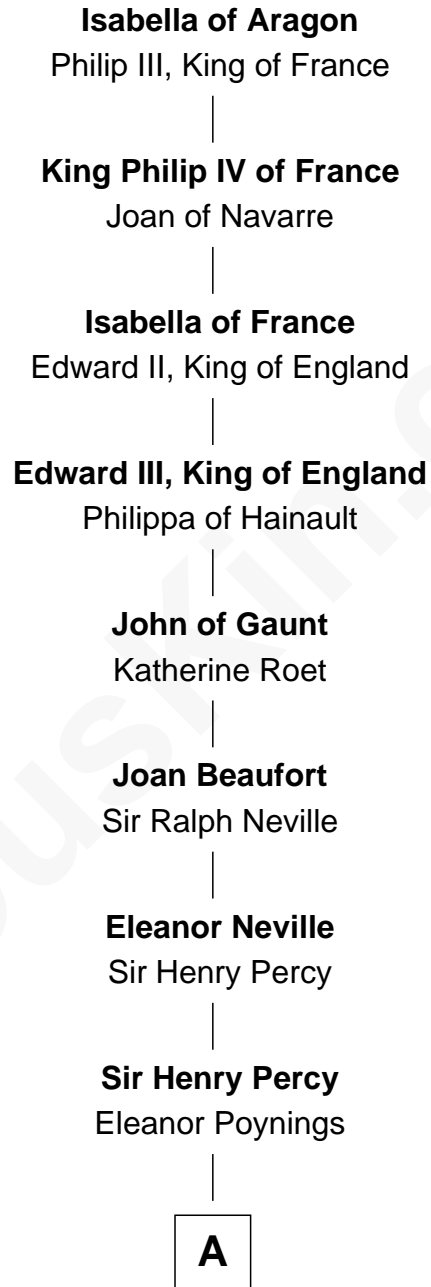 Isabella of Aragon
Philip III, King of France
King Philip IV of France
Joan of Navarre
Isabella of France
Edward II, King of England
Edward III, King of England
Philippa of Hainault
John of Gaunt
Katherine Roet
Joan Beaufort
Sir Ralph Neville
Eleanor Neville
Sir Henry Percy
Sir Henry Percy
Eleanor Poynings
A